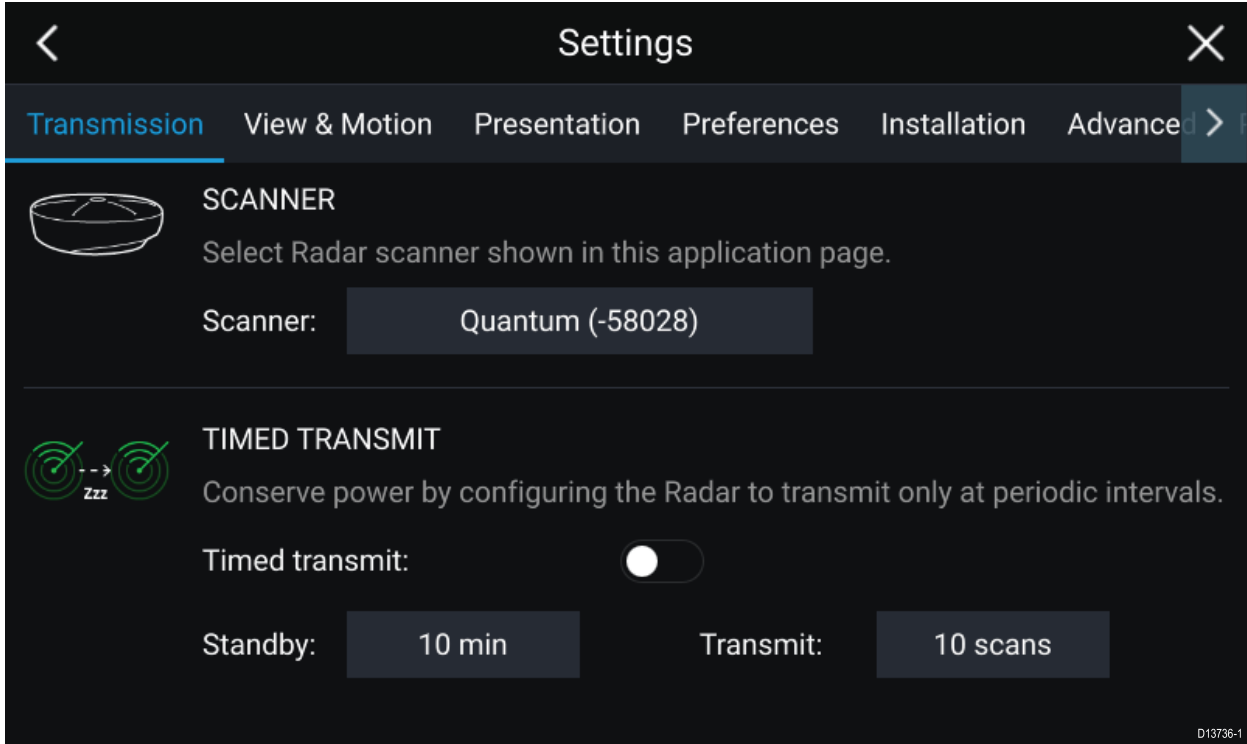 Settings
Transmission View & Motion Presentation Preferences Installation Advanced
SCANNER
Select Radar scanner shown in this application page.
Scanner: Quantum (-58028)
Zzz
TIMED TRANSMIT
Conserve power by configuring the Radar to transmit only at periodic intervals.
Timed transmit:
Standby: 10 min Transmit: 10 scans
D13736-1